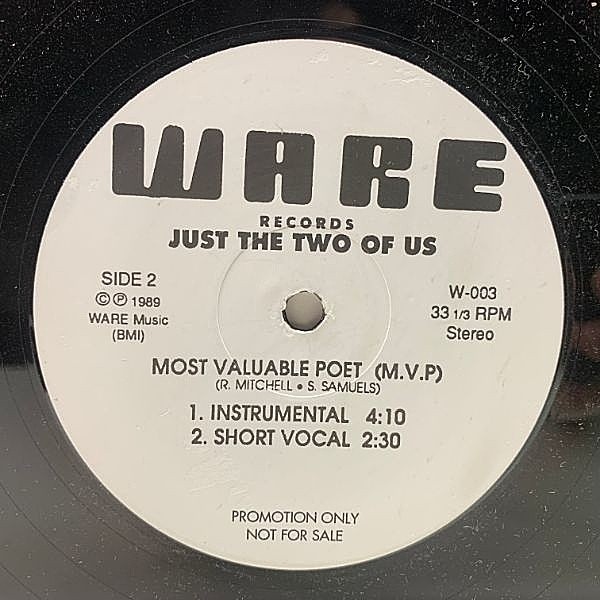 WARE
RECORDS
JUST THE TWO OF US
SIDE 2
©℗ 1989
WARE Music
(BMI)
W-003
33 1/3 RPM
Stereo
MOST VALUABLE POET (M.V.P)
(R. MITCHELL • S. SAMUELS)
1. INSTRUMENTAL 4:10
2. SHORT VOCAL 2:30
PROMOTION ONLY
NOT FOR SALE